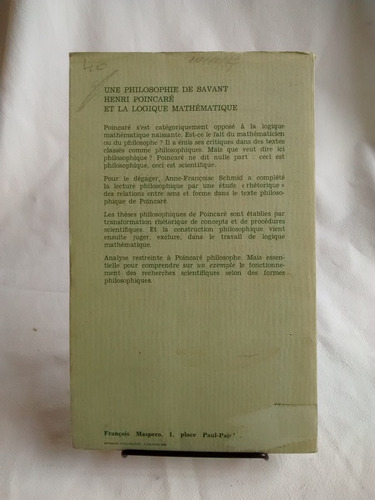 UNE PHILOSOPHIE DE SAVANT
HENRI POINCARÉ
ET LA LOGIQUE MATHÉMATIQUE
Poincaré s'est catégoriquement opposé à la logique
mathématique naissante. Est-ce le fait du mathématicien
ou du philosophe ? Il a émis ses critiques dans des textes
classés comme philosophiques. Mais que veut dire ici
philosophique ? Poincaré ne dit nulle part : ceci est
philosophique, ceci est scientifique.
Pour le dégager, Anne-Françoise Schmid a complété
la lecture philosophique par une étude « rhétorique »
des relations entre sens et forme dans le texte philoso-
phique de Poincaré.
Les thèses philosophiques de Poincaré sont établies par
transformation rhétorique de concepts et de procédures
scientifiques. Et la construction philosophique vient
ensuite juger, exclure, dans le travail de logique
mathématique.
Analyse restreinte à Poincaré philosophe. Mais essen-
tielle pour comprendre sur un exemple le fonctionne-
ment des recherches scientifiques selon des formes
philosophiques.
François Maspero, 1, place Paul-Pai